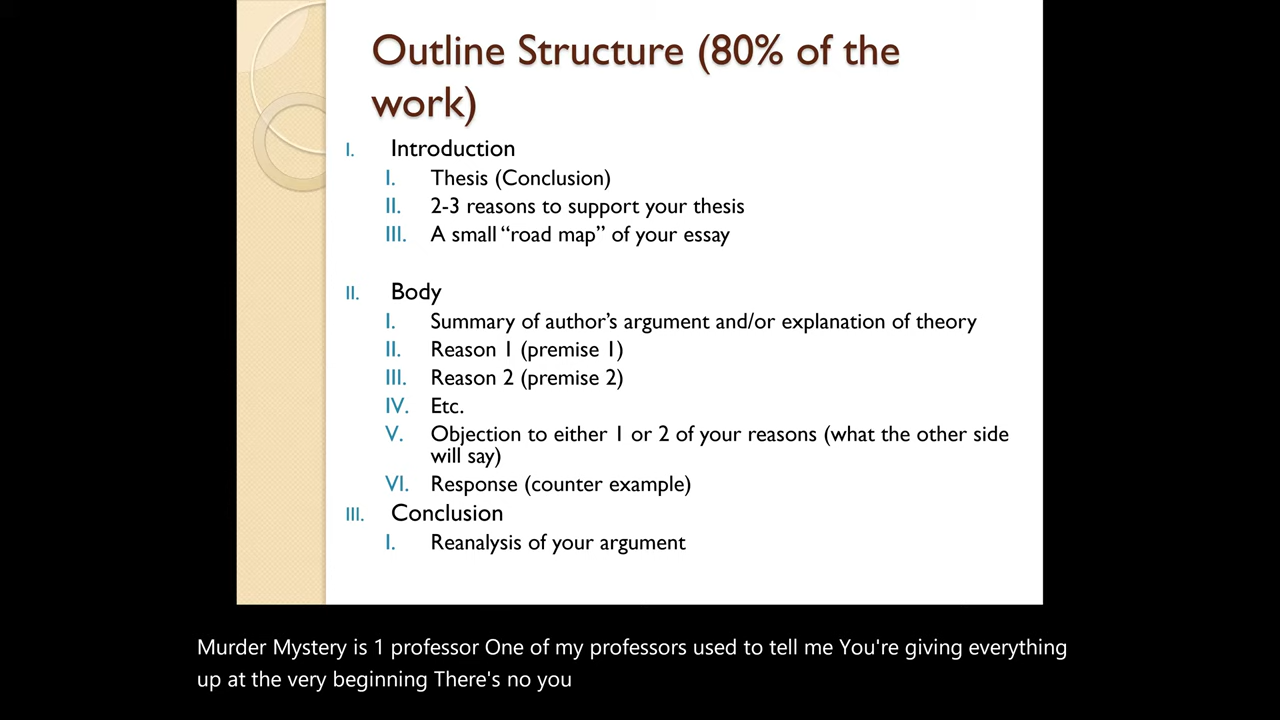 Outline Structure (80% of the
work)
I. Introduction
I. Thesis (Conclusion)
II. 2-3 reasons to support your thesis
III. A small “road map” of your essay
II. Body
I. Summary of author’s argument and/or explanation of theory
II. Reason 1 (premise 1)
III. Reason 2 (premise 2)
IV. Etc.
V. Objection to either 1 or 2 of your reasons (what the other side
will say)
VI. Response (counter example)
III. Conclusion
I. Reanalysis of your argument
Murder Mystery is 1 professor One of my professors used to tell me You're giving everything
up at the very beginning There's no you